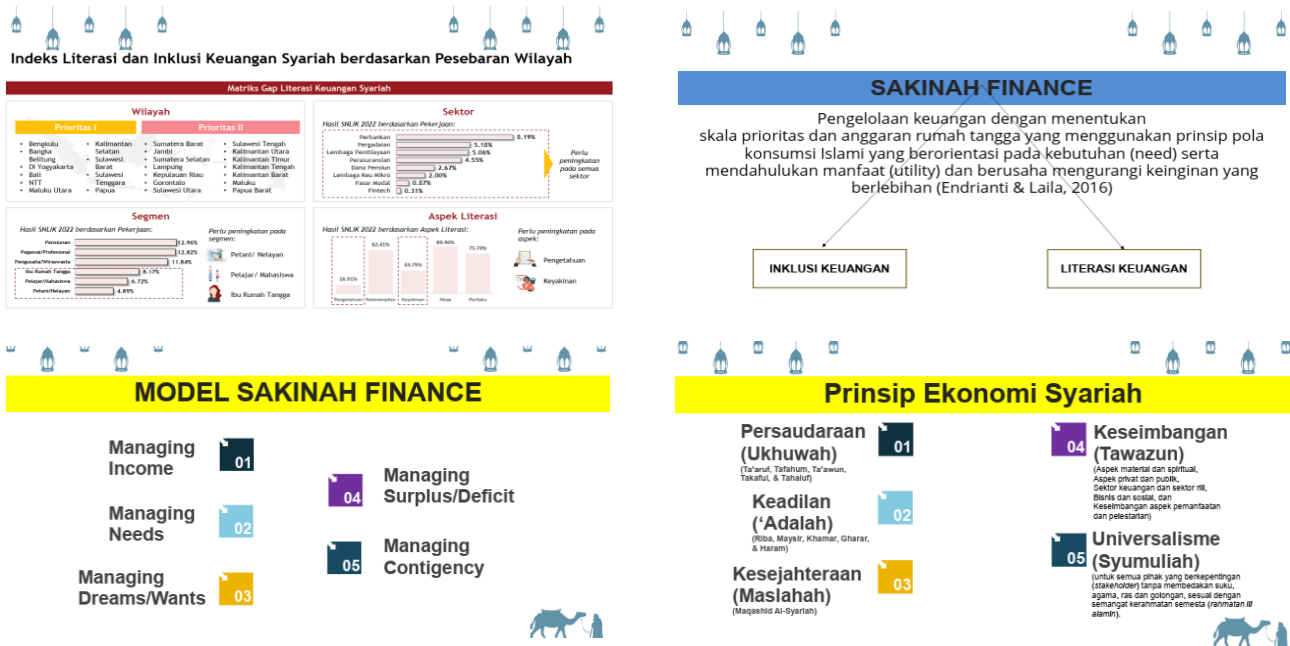 Indeks Literasi dan Inklusi Keuangan Syariah berdasarkan Pesebaran Wilayah
Matriks Gap Literasi Keuangan Syariah
Wilayah
Prioritas I
Prioritas II
• Bengkulu
• Bangka
Belitung
• DI Yogyakarta
• Bali
• NTT
• Maluku Utara
• Kalimantan
Selatan
• Sulawesi
Barat
• Sulawesi
Tenggara
• Papua
• Sumatera Barat
• Jambi
• Sumatera Selatan
• Lampung
• Kepulauan Riau
• Gorontalo
• Sulawesi Utara
• Sulawesi Tengah
• Kalimantan Utara
• Kalimantan Timur
• Kalimantan Tengah
• Kalimantan Barat
• Maluku
• Papua Barat
Sektor
Hasil SNLIK 2022 berdasarkan Pekerjaan:
Perbankan 8.19%
Pergadaian 5.10%
Lembaga Pembiayaan 5.06%
Perasuransian 4.55%
Dana Pensiun 2.67%
Lembaga Keu Mikro 2.00%
Pasar Modal 0.87%
Fintech 0.31%
Perlu
peningkatan
pada semua
sektor
Segmen
Hasil SNLIK 2022 berdasarkan Pekerjaan:
Pensiunan 12.96%
Pegawai/Profesional 12.82%
Pengusaha/Wiraswasta 11.84%
Ibu Rumah Tangga 8.17%
Pelajar/Mahasiswa 6.72%
Petani/Nelayan 4.89%
Perlu peningkatan pada
segmen:
Petani/ Nelayan
Pelajar/ Mahasiswa
Ibu Rumah Tangga
Aspek Literasi
Hasil SNLIK 2022 berdasarkan Aspek Literasi:
16.91%
82.41%
43.79%
89.40%
75.74%
Pengetahuan
Keterampilan
Keyakinan
Sikap
Perilaku
Perlu peningkatan pada
aspek:
Pengetahuan
Keyakinan
SAKINAH FINANCE
Pengelolaan keuangan dengan menentukan
skala prioritas dan anggaran rumah tangga yang menggunakan prinsip pola
konsumsi Islami yang berorientasi pada kebutuhan (need) serta
mendahulukan manfaat (utility) dan berusaha mengurangi keinginan yang
berlebihan (Endrianti & Laila, 2016)
INKLUSI KEUANGAN
LITERASI KEUANGAN
MODEL SAKINAH FINANCE
Managing
Income
01
Managing
Needs
02
Managing
Dreams/Wants
03
04
Managing
Surplus/Deficit
05
Managing
Contigency
Prinsip Ekonomi Syariah
Persaudaraan
(Ukhuwah)
(Ta'aruf, Tafahum, Ta'awun,
Takaful, & Tahaluf)
01
Keadilan
('Adalah)
(Riba, Maysir, Khamar, Gharar,
& Haram)
02
Kesejahteraan
(Maslahah)
(Maqashid Al-Syariah)
03
04
Keseimbangan
(Tawazun)
(Aspek material dan spiritual,
Aspek privat dan publik,
Sektor keuangan dan sektor riil,
Bisnis dan sosial, dan
Keseimbangan aspek pemanfaatan
dan pelestarian)
05
Universalisme
(Syumuliah)
(untuk semua pihak yang berkepentingan
(stakeholder) tanpa membedakan suku,
agama, ras dan golongan, sesuai dengan
semangat kerahmatan semesta (rahmatan lil
alamin).